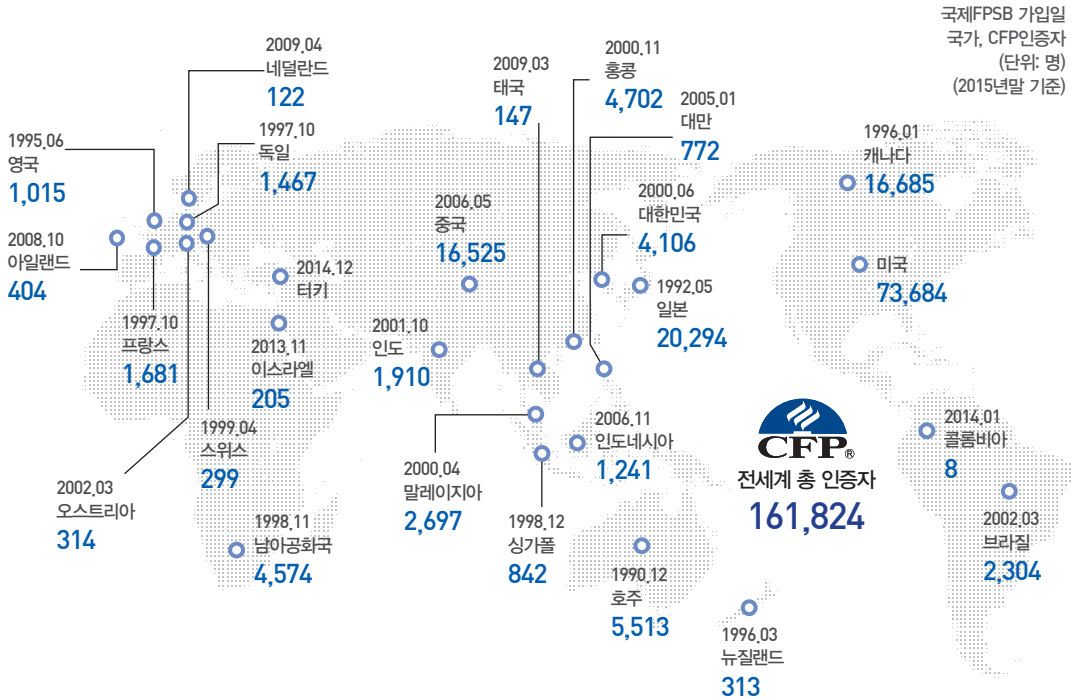 국제FPSB 가입일
국가, CFP인증자
(단위: 명)
(2015년말 기준)
2009.04
네덜란드
122
1997.10
독일
1,467
1995.06
영국
1,015
2008.10
아일랜드
404
1997.10
프랑스
1,681
2014.12
터키
2013.11
이스라엘
205
1999.04
스위스
299
2002.03
오스트리아
314
1998.11
남아공화국
4,574
2009.03
태국
147
2000.11
홍콩
4,702
2005.01
대만
772
2006.05
중국
16,525
2000.06
대한민국
4,106
1992.05
일본
20,294
2001.10
인도
1,910
2000.04
말레이지아
2,697
1998.12
싱가폴
842
2006.11
인도네시아
1,241
1990.12
호주
5,513
1996.03
뉴질랜드
313
1996.01
캐나다
16,685
미국
73,684
2014.01
콜롬비아
8
2002.03
브라질
2,304
CFP®
전세계 총 인증자
161,824